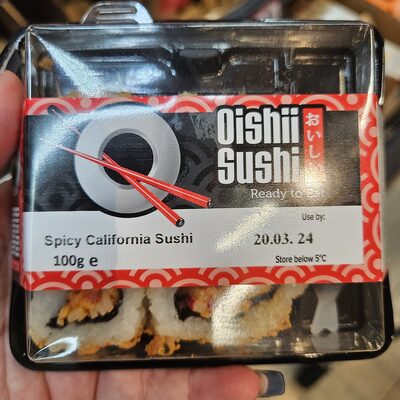 Oishii
Sushi
おいし
Ready to Eat
Use by:
Spicy California Sushi
20.03. 24
100g e
Store below 5°C